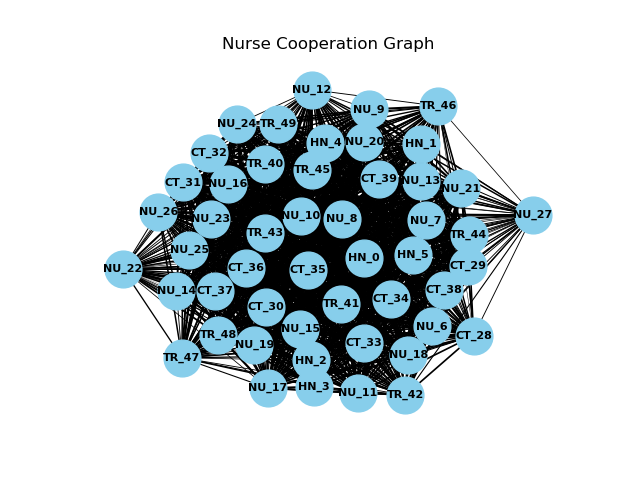 Nurse Cooperation Graph
NU_12
NU_9
TR_46
NU_24
TR_49
HN_4
NU_20
HN_1
CT_32
TR_40
TR_45
CT_39
NU_13
CT_31
NU_16
NU_21
NU_26
NU_23
NU_10
NU_8
NU_7
NU_27
TR_43
TR_44
NU_25
HN_0
HN_5
CT_29
NU_22
CT_36
CT_35
NU_14
CT_37
CT_38
CT_30
TR_41
CT_34
TR_48
NU_15
NU_6
CT_28
NU_19
CT_33
TR_47
HN_2
NU_18
NU_17
HN_3
NU_11
TR_42